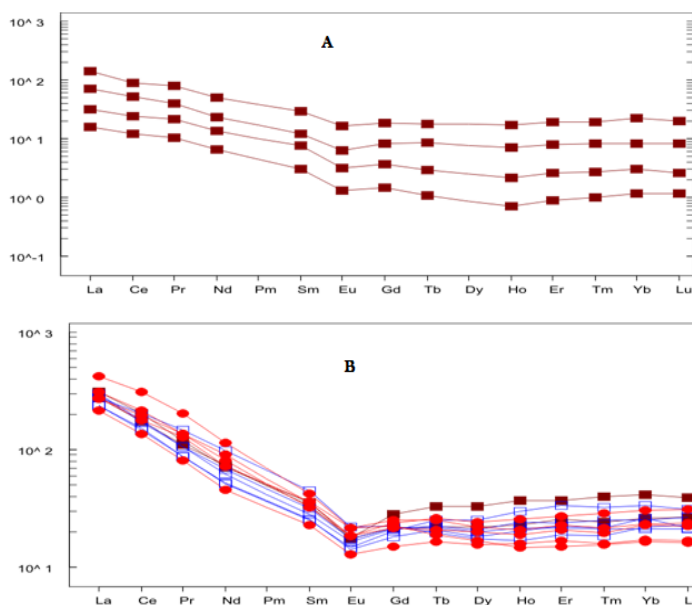 A
10^ 3
10^ 2
10^ 1
10^ 0
10^-1
La Ce Pr Nd Pm Sm Eu Gd Tb Dy Ho Er Tm Yb Lu
B
10^ 3
10^ 2
10^ 1
La Ce Pr Nd Pm Sm Eu Gd Tb Dy Ho Er Tm Yb L